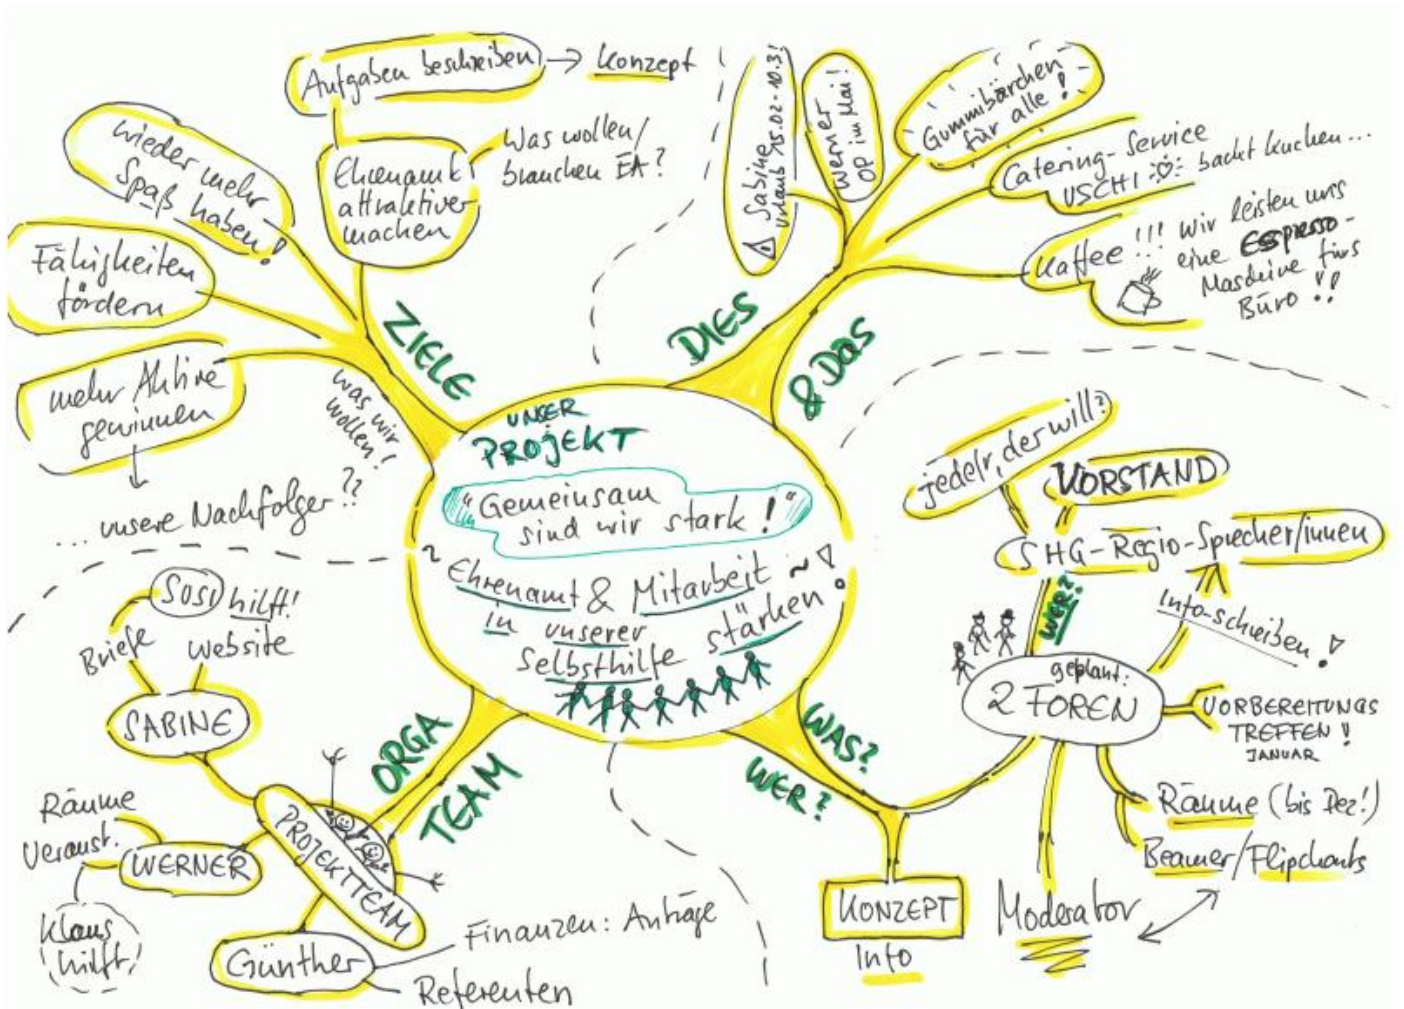 Aufgaben beschreiben → Konzept
Ehrenamt
attraktiver
machen
Was wollen/
brauchen EA?
wieder mehr
Spaß haben!
Fähigkeiten
fördern
mehr Aktive
gewinnen
... unsere Nachfolger??
was wir
wollen!
ZIELE
DIES
& DAS
Sabine
Urlaub 15.02-10.3!
Werner
OP im Mai!
Gummibärchen
für alle!
Catering-Service
USCHI backt Kuchen...
Kaffee!!! Wir leisten uns
eine Espresso-
Maschine fürs
Büro!!
UNSER
PROJEKT
"Gemeinsam
sind wir stark!"
~ Ehrenamt & Mitarbeit ~
in unserer
Selbsthilfe stärken!
ORGA
TEAM
PROJEKTTEAM
SABINE
Briefe
SUSI hilft!
Website
WERNER
Räume
Veranst.
Klaus
hilft
Günther
Finanzen: Anträge
Referenten
WAS?
WER?
KONZEPT
Info
geplant:
2 FOREN
WER?
jede/r, der will?
VORSTAND
SHG-Regio-Sprecher/innen
Info-schreiben!
VORBEREITUNGS
TREFFEN!
JANUAR
Räume (bis Dez!)
Beamer/Flipcharts
Moderator